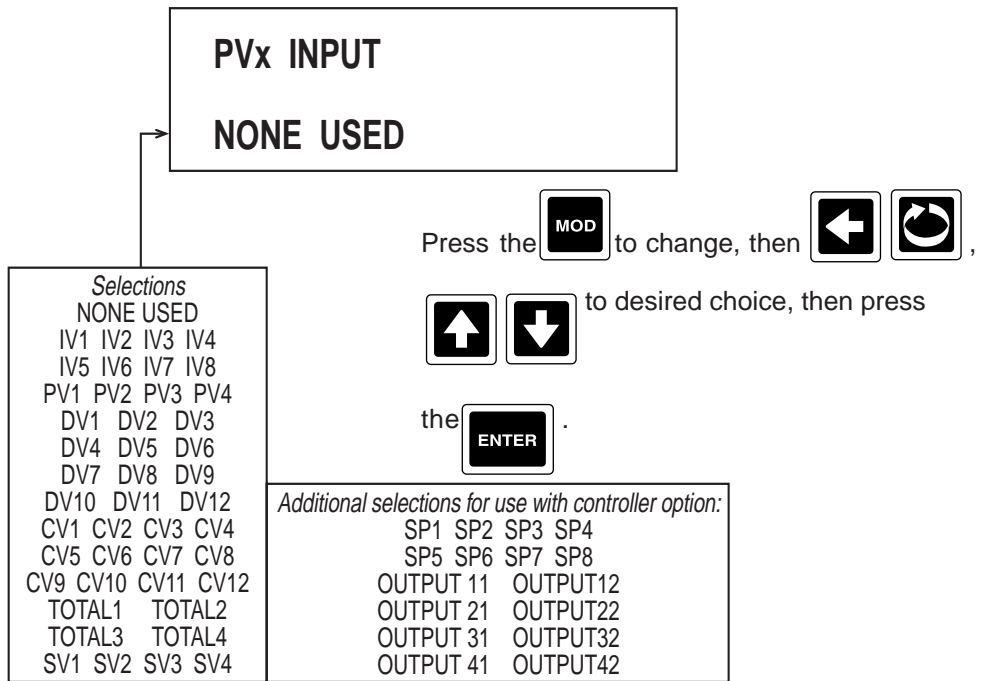 PVx INPUT
NONE USED
Press the MOD to change, then ,
to desired choice, then press
the ENTER .
Selections
NONE USED
IV1 IV2 IV3 IV4
IV5 IV6 IV7 IV8
PV1 PV2 PV3 PV4
DV1 DV2 DV3
DV4 DV5 DV6
DV7 DV8 DV9
DV10 DV11 DV12
CV1 CV2 CV3 CV4
CV5 CV6 CV7 CV8
CV9 CV10 CV11 CV12
TOTAL1 TOTAL2
TOTAL3 TOTAL4
SV1 SV2 SV3 SV4
Additional selections for use with controller option:
SP1 SP2 SP3 SP4
SP5 SP6 SP7 SP8
OUTPUT 11 OUTPUT12
OUTPUT 21 OUTPUT22
OUTPUT 31 OUTPUT32
OUTPUT 41 OUTPUT42